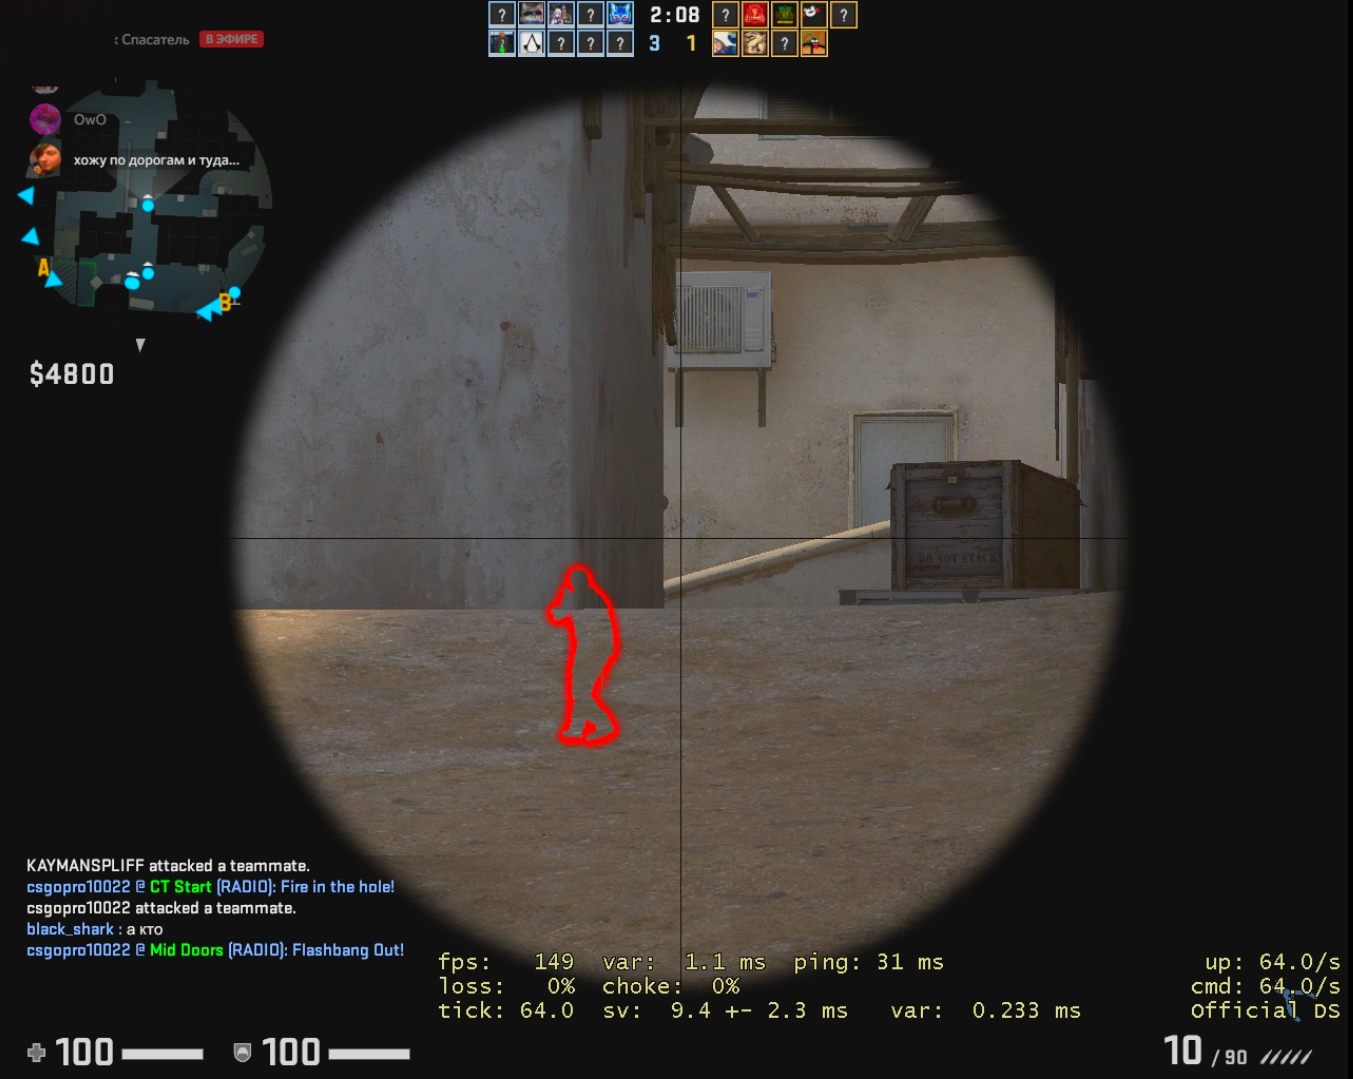 : Спасатель В ЭФИРЕ
2:08
3 1
OwO
хожу по дорогам и туда...
A
B
$4800
DO NOT STACK
KAYMANSPLIFF attacked a teammate.
csgopro10022 @ CT Start (RADIO): Fire in the hole!
csgopro10022 attacked a teammate.
black_shark : а кто
csgopro10022 @ Mid Doors (RADIO): Flashbang Out!
fps: 149 var: 1.1 ms ping: 31 ms up: 64.0/s
loss: 0% choke: 0% cmd: 64.0/s
tick: 64.0 sv: 9.4 +- 2.3 ms var: 0.233 ms Official DS
100 100 10 / 90